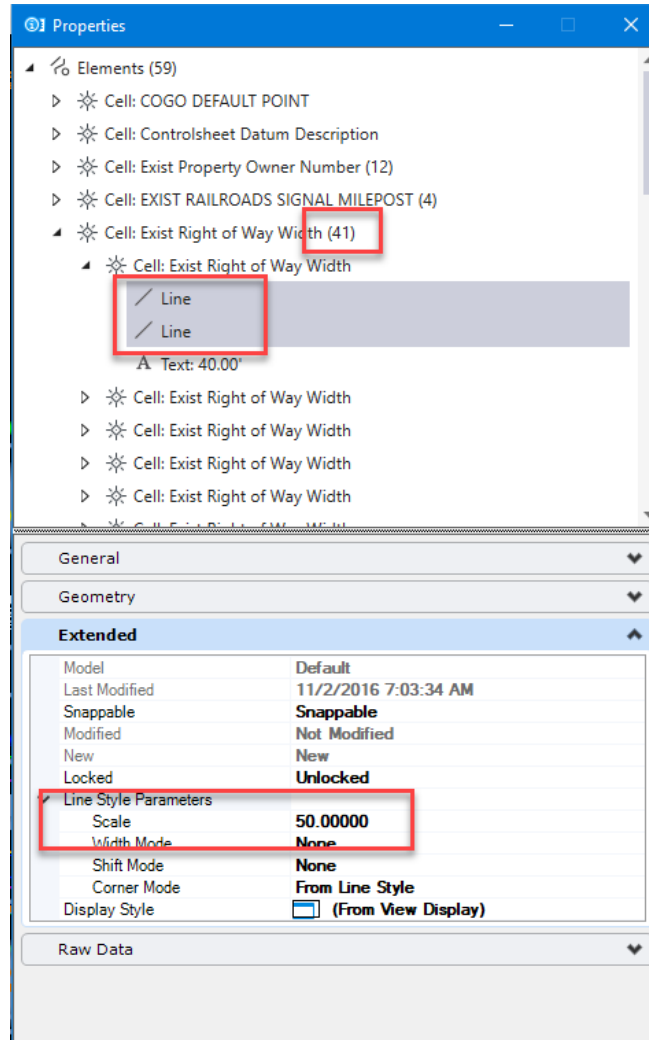 Properties
Elements (59)
Cell: COGO DEFAULT POINT
Cell: Controlsheet Datum Description
Cell: Exist Property Owner Number (12)
Cell: EXIST RAILROADS SIGNAL MILEPOST (4)
Cell: Exist Right of Way Width (41)
Cell: Exist Right of Way Width
Line
Line
A Text: 40.00'
Cell: Exist Right of Way Width
Cell: Exist Right of Way Width
Cell: Exist Right of Way Width
Cell: Exist Right of Way Width
General
Geometry
Extended
Model Default
Last Modified 11/2/2016 7:03:34 AM
Snappable Snappable
Modified Not Modified
New New
Locked Unlocked
Line Style Parameters
Scale 50.00000
Width Mode None
Shift Mode None
Corner Mode From Line Style
Display Style (From View Display)
Raw Data